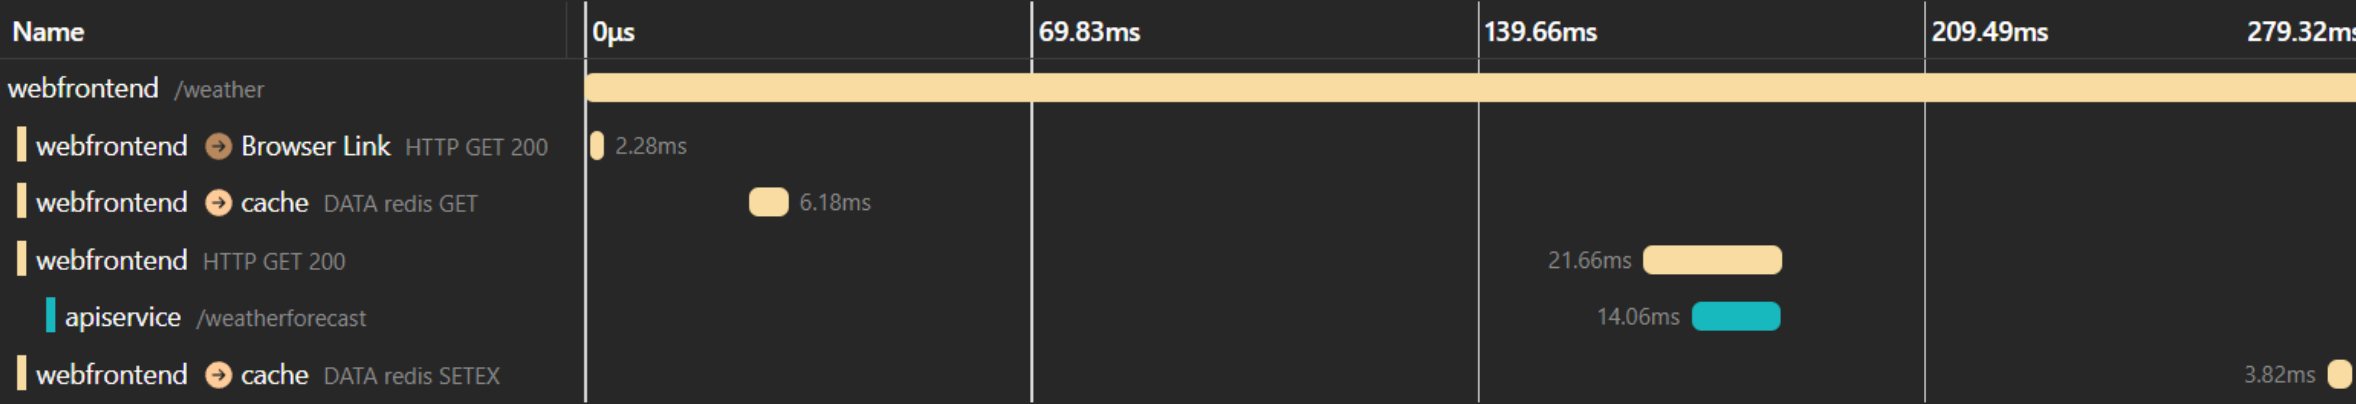 Name 0µs 69.83ms 139.66ms 209.49ms 279.32ms
webfrontend /weather
webfrontend Browser Link HTTP GET 200 2.28ms
webfrontend cache DATA redis GET 6.18ms
webfrontend HTTP GET 200 21.66ms
apiservice /weatherforecast 14.06ms
webfrontend cache DATA redis SETEX 3.82ms